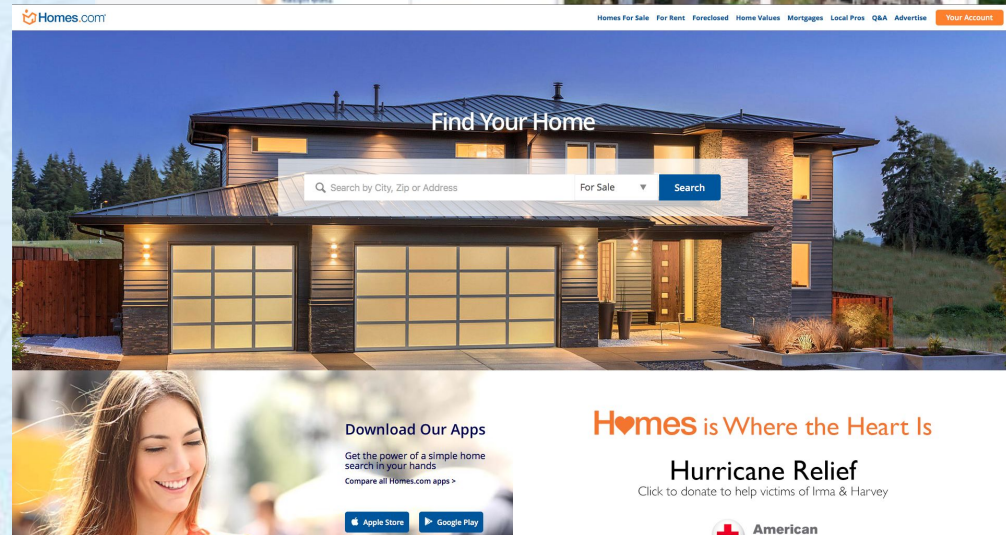 Homes.com
Homes For Sale For Rent Foreclosed Home Values Mortgages Local Pros Q&A Advertise Your Account
Find Your Home
Search by City, Zip or Address For Sale Search
Download Our Apps
Get the power of a simple home
search in your hands
Compare all Homes.com apps >
Apple Store Google Play
Homes is Where the Heart Is
Hurricane Relief
Click to donate to help victims of Irma & Harvey
American